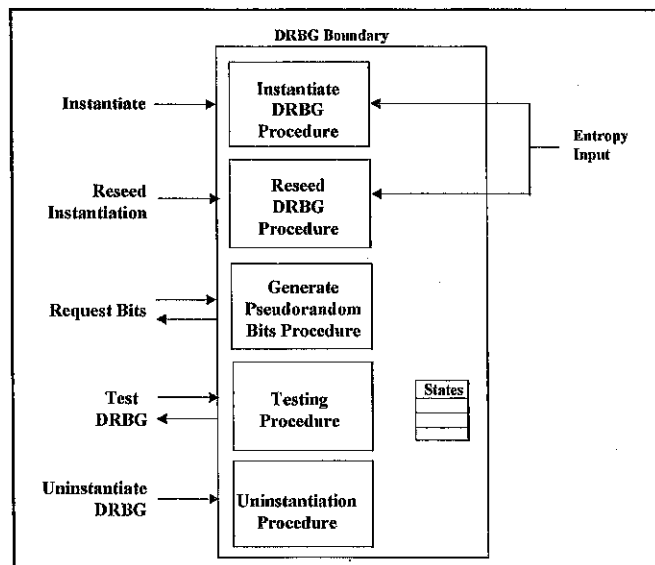 DRBG Boundary
Instantiate
Instantiate
DRBG
Procedure
Entropy
Input
Reseed
Instantiation
Reseed
DRBG
Procedure
Request Bits
Generate
Pseudorandom
Bits Procedure
Test
DRBG
Testing
Procedure
States
Uninstantiate
DRBG
Uninstantiation
Procedure